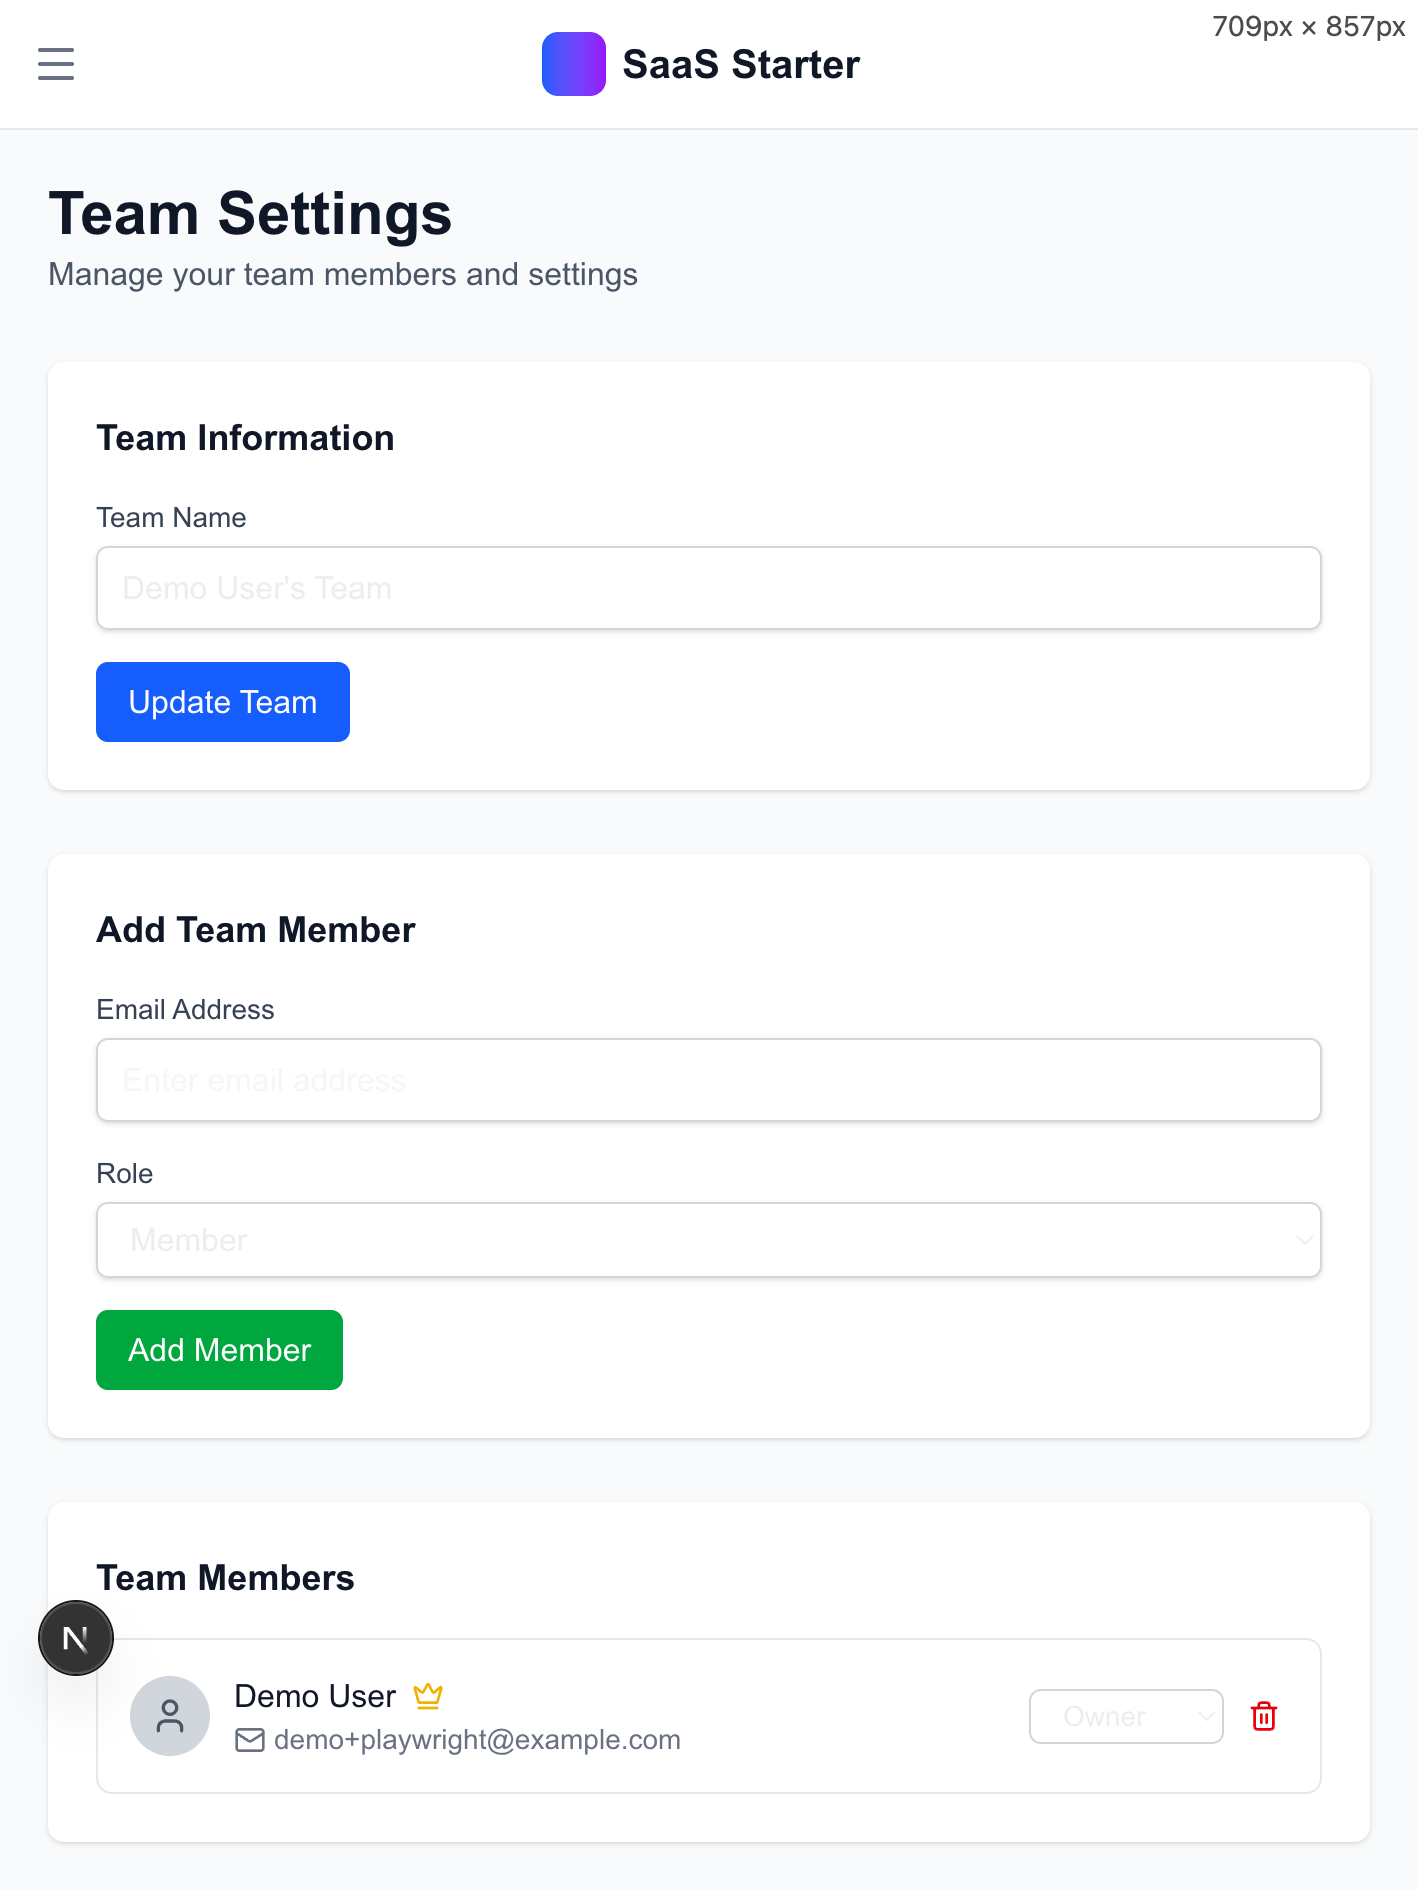 709px × 857px
SaaS Starter
Team Settings
Manage your team members and settings
Team Information
Team Name
Demo User's Team
Update Team
Add Team Member
Email Address
Enter email address
Role
Member
Add Member
Team Members
N
Demo User
demo+playwright@example.com
Owner